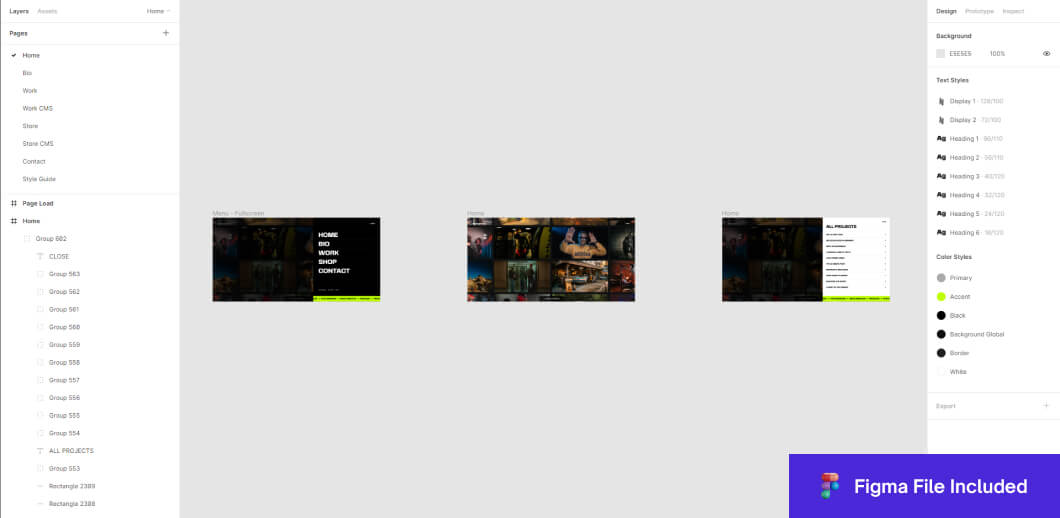 Layers
Assets
Home
Pages
Home
Bio
Work
Work CMS
Store
Store CMS
Contact
Style Guide
Page Load
Home
Group 682
CLOSE
Group 563
Group 562
Group 561
Group 560
Group 559
Group 558
Group 557
Group 556
Group 555
Group 554
ALL PROJECTS
Group 553
Rectangle 2389
Rectangle 2388
Menu - Fullscreen
HOME
BIO
WORK
SHOP
CONTACT
Home
Home
ALL PROJECTS
Design
Prototype
Inspect
Background
E5E5E5
100%
Text Styles
Display 1 · 128/100
Display 2 · 72/100
Heading 1 · 96/110
Heading 2 · 56/110
Heading 3 · 40/120
Heading 4 · 32/120
Heading 5 · 24/120
Heading 6 · 18/120
Color Styles
Primary
Accent
Black
Background Global
Border
White
Export
Figma File Included